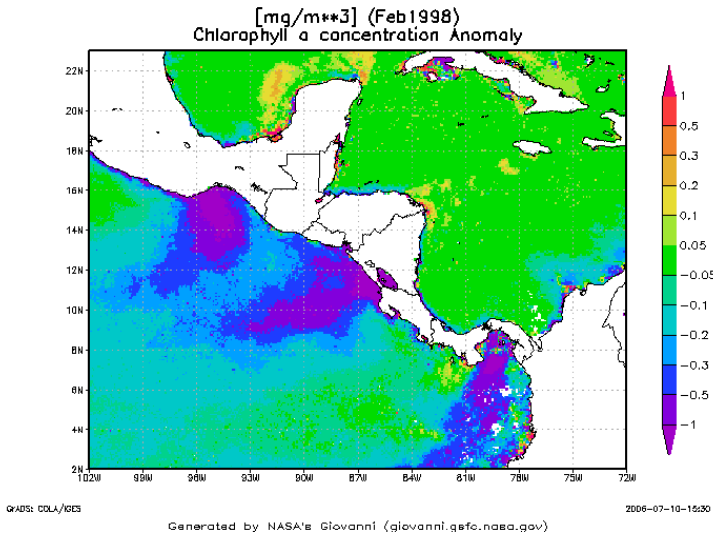 [mg/m**3] (Feb1998)
Chlorophyll a concentration Anomaly
22N
20N
18N
16N
14N
12N
10N
8N
6N
4N
2N
102W 99W 96W 93W 90W 87W 84W 81W 78W 75W 72W
1
0.5
0.3
0.2
0.1
0.05
-0.05
-0.1
-0.2
-0.3
-0.5
-1
GrADS: COLA/IGES
2006-07-10-15:30
Generated by NASA's Giovanni (giovanni.gsfc.nasa.gov)